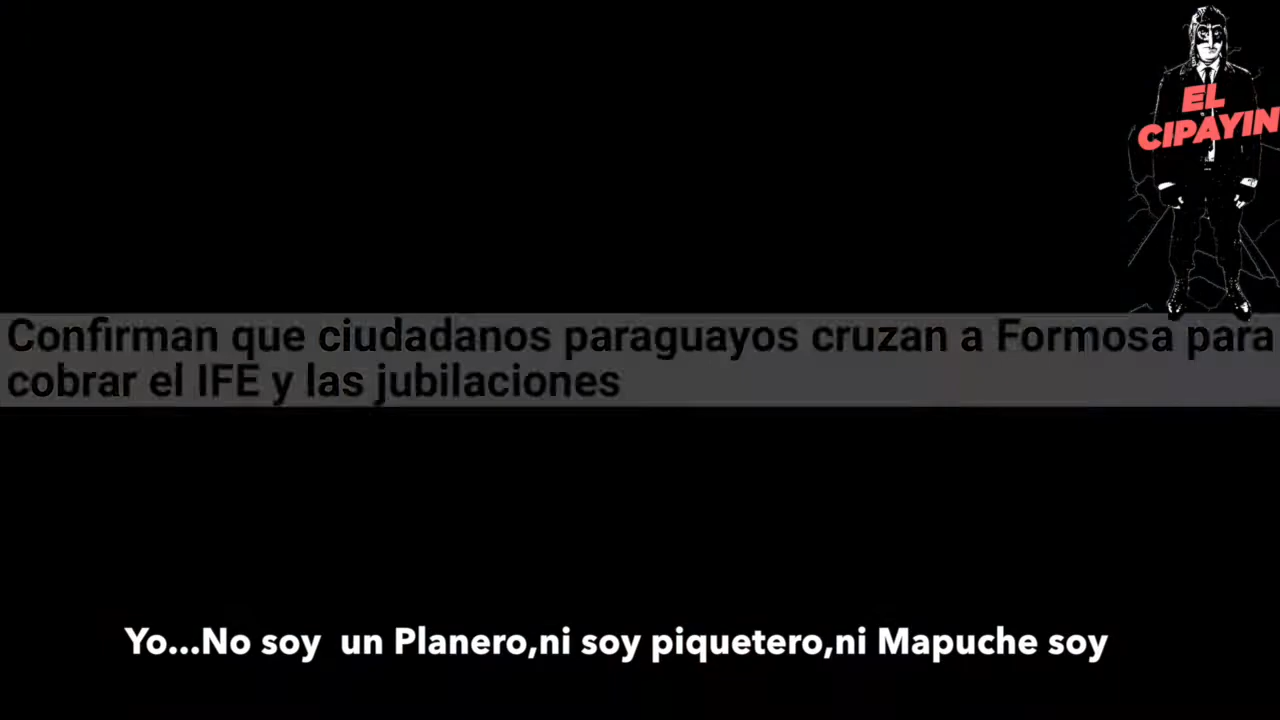 EL
CIPAYIN
Confirman que ciudadanos paraguayos cruzan a Formosa para
cobrar el IFE y las jubilaciones
Yo...No soy  un Planero,ni soy piquetero,ni Mapuche soy